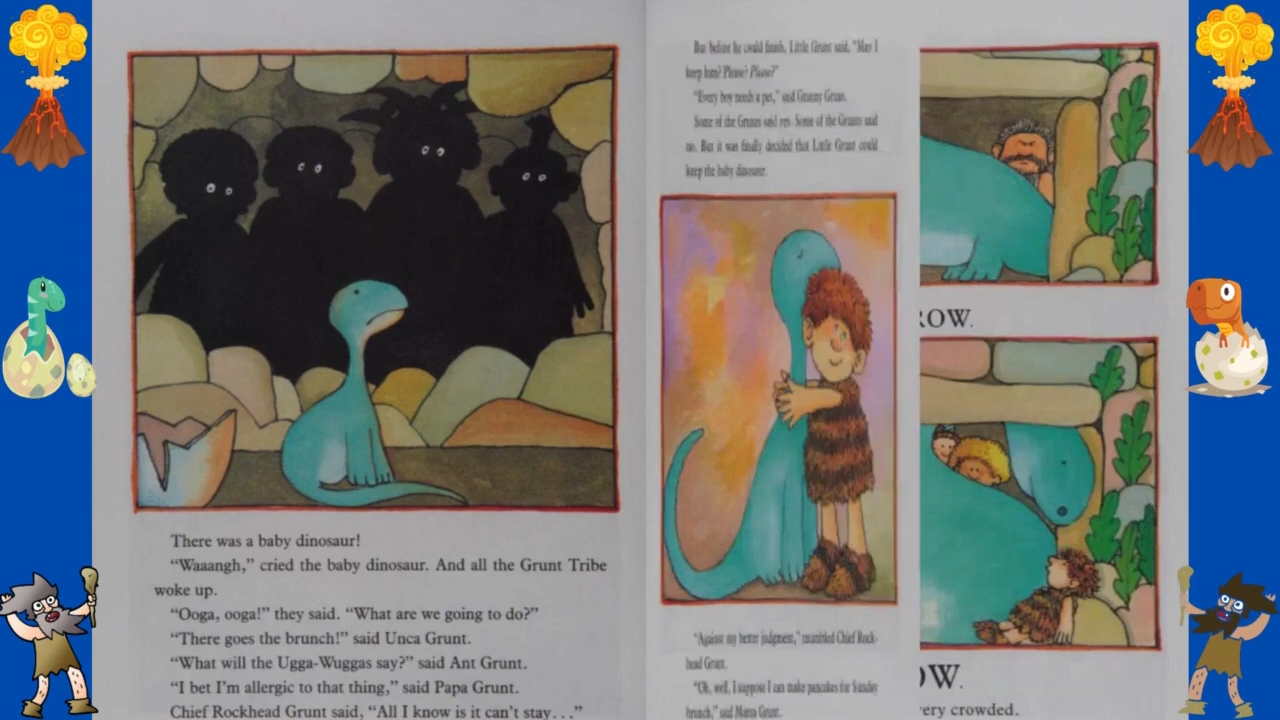 There was a baby dinosaur!
“Waaangh,” cried the baby dinosaur. And all the Grunt Tribe
woke up.
“Ooga, ooga!” they said. “What are we going to do?”
“There goes the brunch!” said Unca Grunt.
“What will the Ugga-Wuggas say?” said Ant Grunt.
“I bet I’m allergic to that thing,” said Papa Grunt.
Chief Rockhead Grunt said, “All I know is it can’t stay . . .”
But before he could finish, Little Grunt said, “May I
keep him? Please? Please?”
“Every boy needs a pet,” said Granny Grunt.
Some of the Grunts said yes. Some of the Grunts said
no. But it was finally decided that Little Grunt could
keep the baby dinosaur.
“Against my better judgment,” mumbled Chief Rock-
head Grunt.
“Oh, well, I suppose I can make pancakes for Sunday
brunch,” said Mama Grunt.
ROW.
OW.
very crowded.